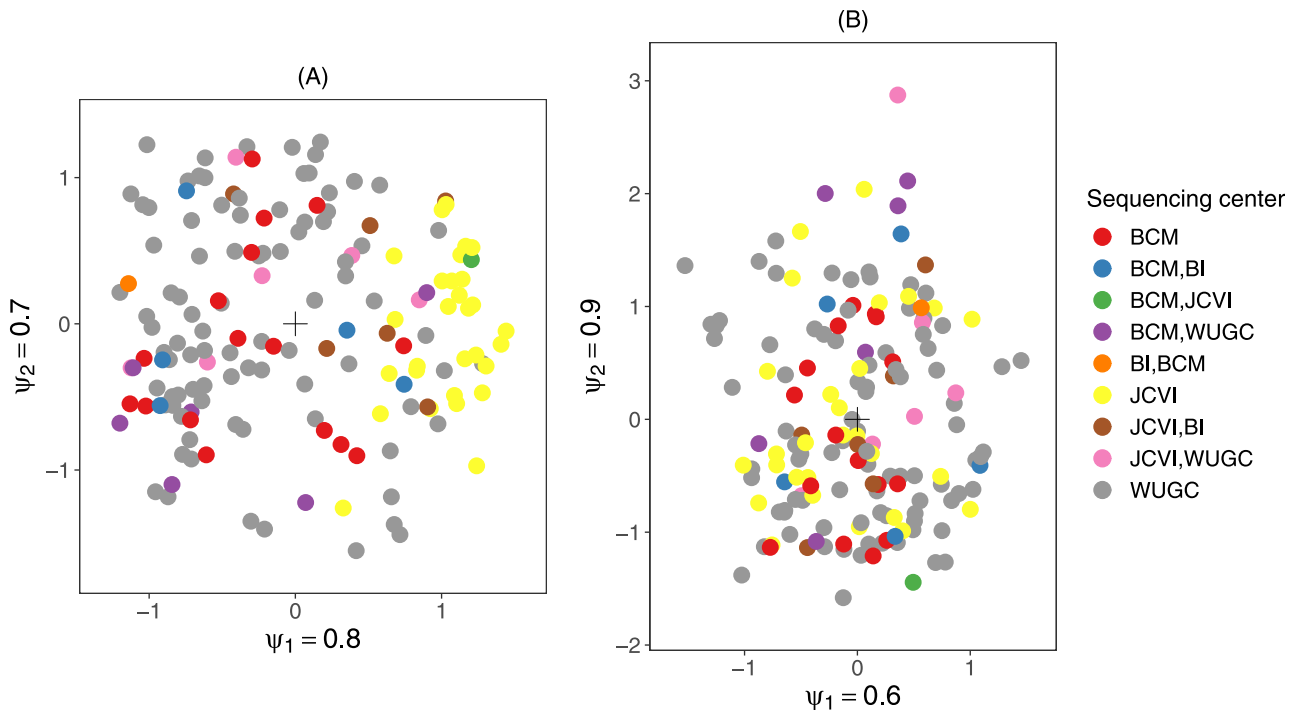 (A)
1
0
−1
ψ2 = 0.7
−1
0
1
ψ1 = 0.8
(B)
3
2
1
0
−1
−2
ψ2 = 0.9
−1
0
1
ψ1 = 0.6
Sequencing center
BCM
BCM,BI
BCM,JCVI
BCM,WUGC
BI,BCM
JCVI
JCVI,BI
JCVI,WUGC
WUGC